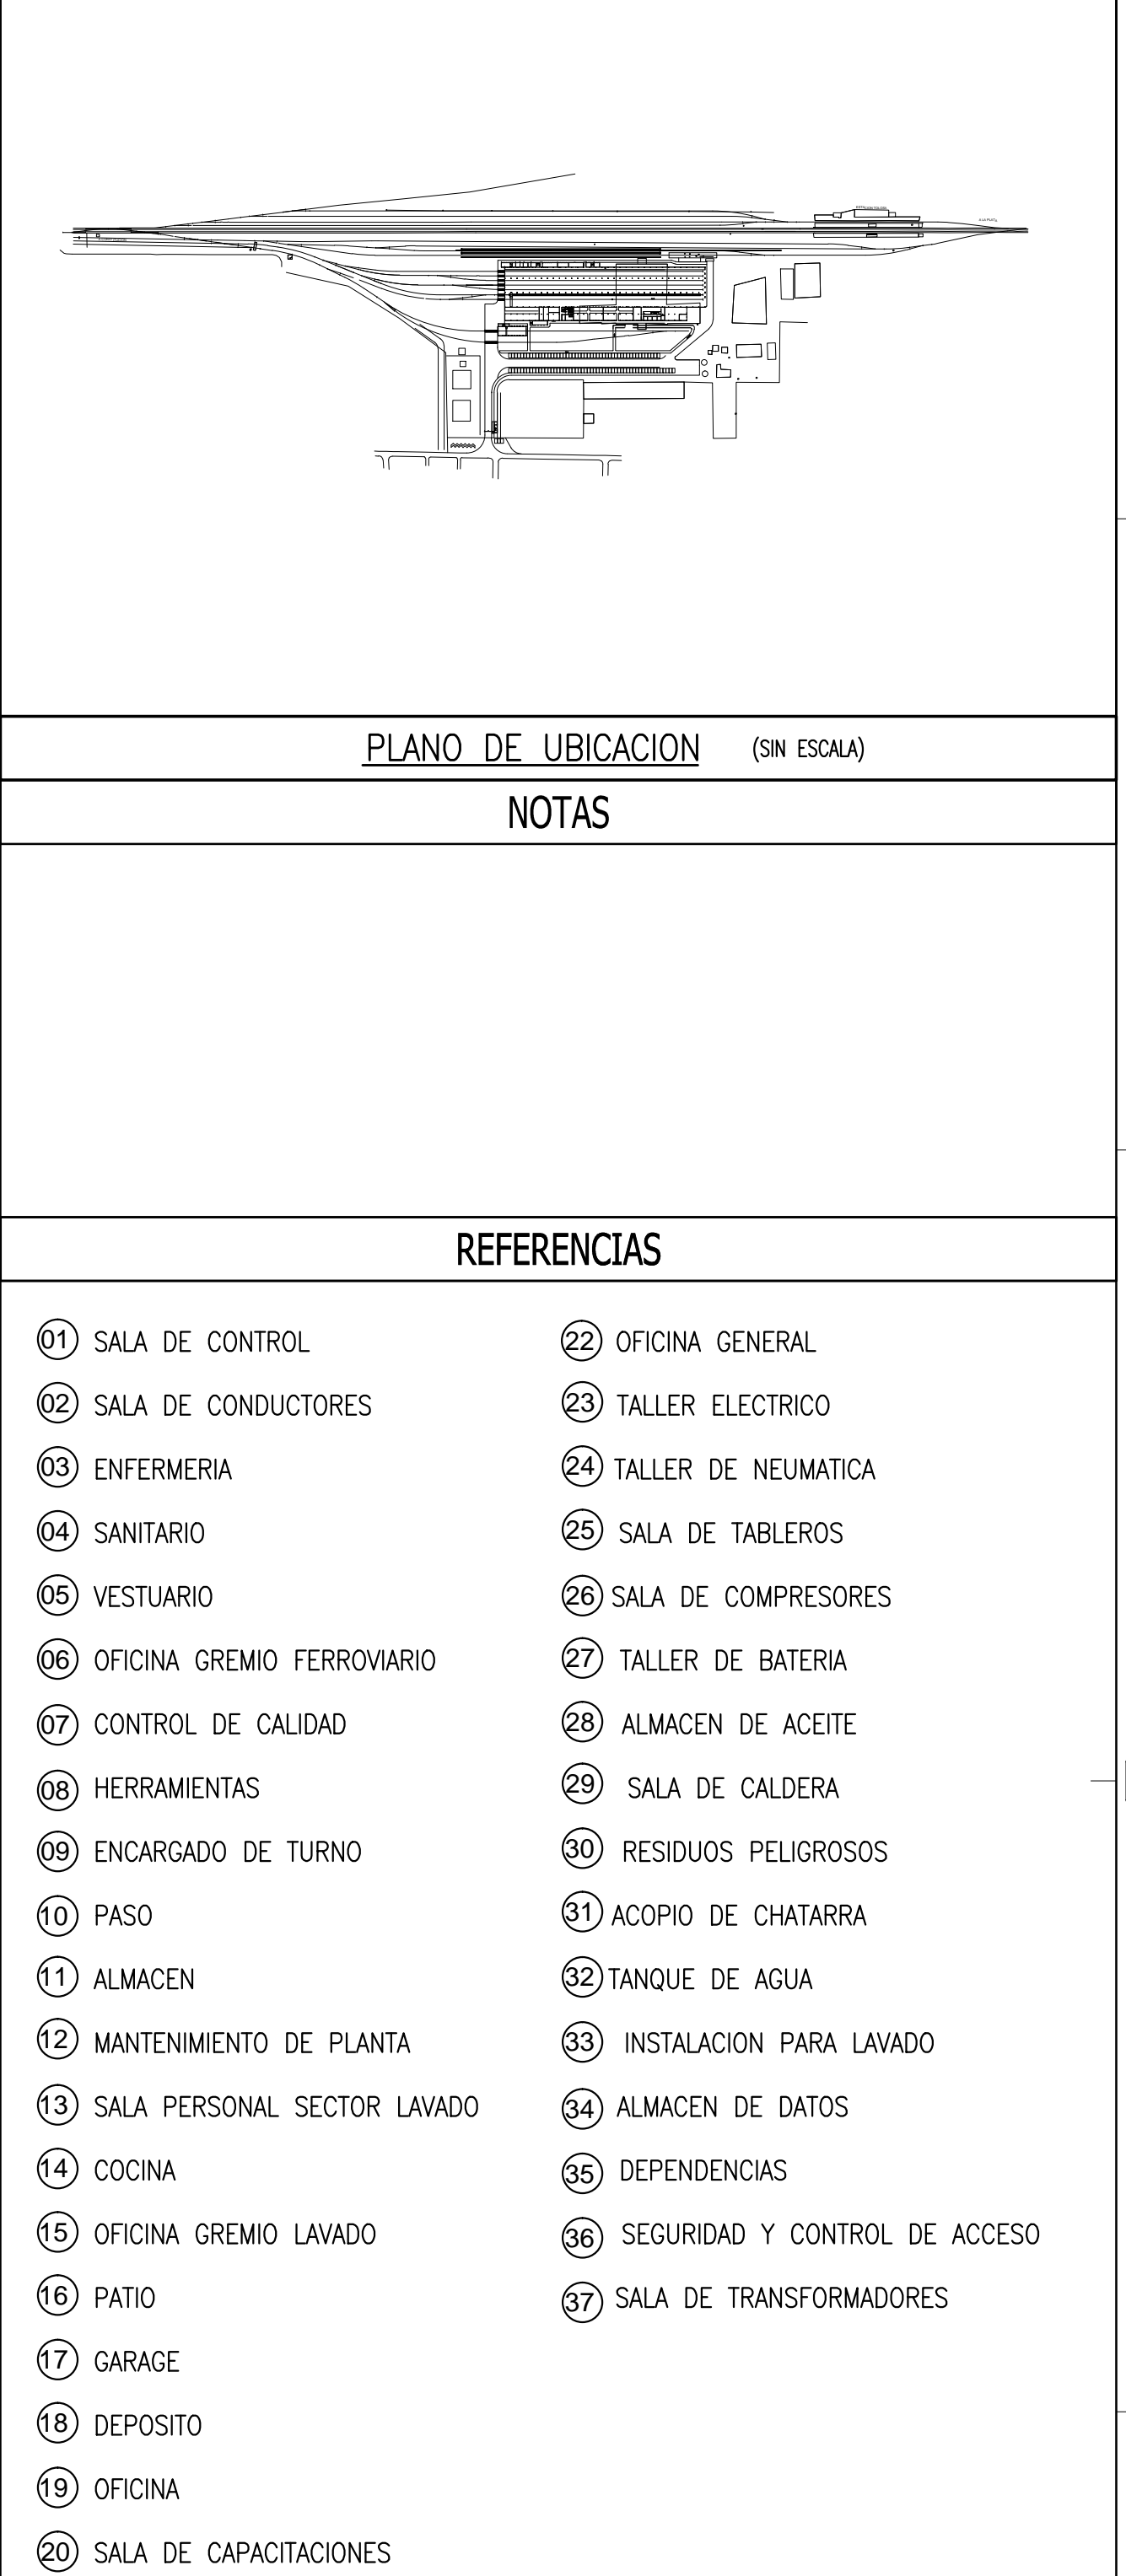 PLANO DE UBICACION (SIN ESCALA)
NOTAS
REFERENCIAS
01 SALA DE CONTROL
02 SALA DE CONDUCTORES
03 ENFERMERIA
04 SANITARIO
05 VESTUARIO
06 OFICINA GREMIO FERROVIARIO
07 CONTROL DE CALIDAD
08 HERRAMIENTAS
09 ENCARGADO DE TURNO
10 PASO
11 ALMACEN
12 MANTENIMIENTO DE PLANTA
13 SALA PERSONAL SECTOR LAVADO
14 COCINA
15 OFICINA GREMIO LAVADO
16 PATIO
17 GARAGE
18 DEPOSITO
19 OFICINA
20 SALA DE CAPACITACIONES
22 OFICINA GENERAL
23 TALLER ELECTRICO
24 TALLER DE NEUMATICA
25 SALA DE TABLEROS
26 SALA DE COMPRESORES
27 TALLER DE BATERIA
28 ALMACEN DE ACEITE
29 SALA DE CALDERA
30 RESIDUOS PELIGROSOS
31 ACOPIO DE CHATARRA
32 TANQUE DE AGUA
33 INSTALACION PARA LAVADO
34 ALMACEN DE DATOS
35 DEPENDENCIAS
36 SEGURIDAD Y CONTROL DE ACCESO
37 SALA DE TRANSFORMADORES